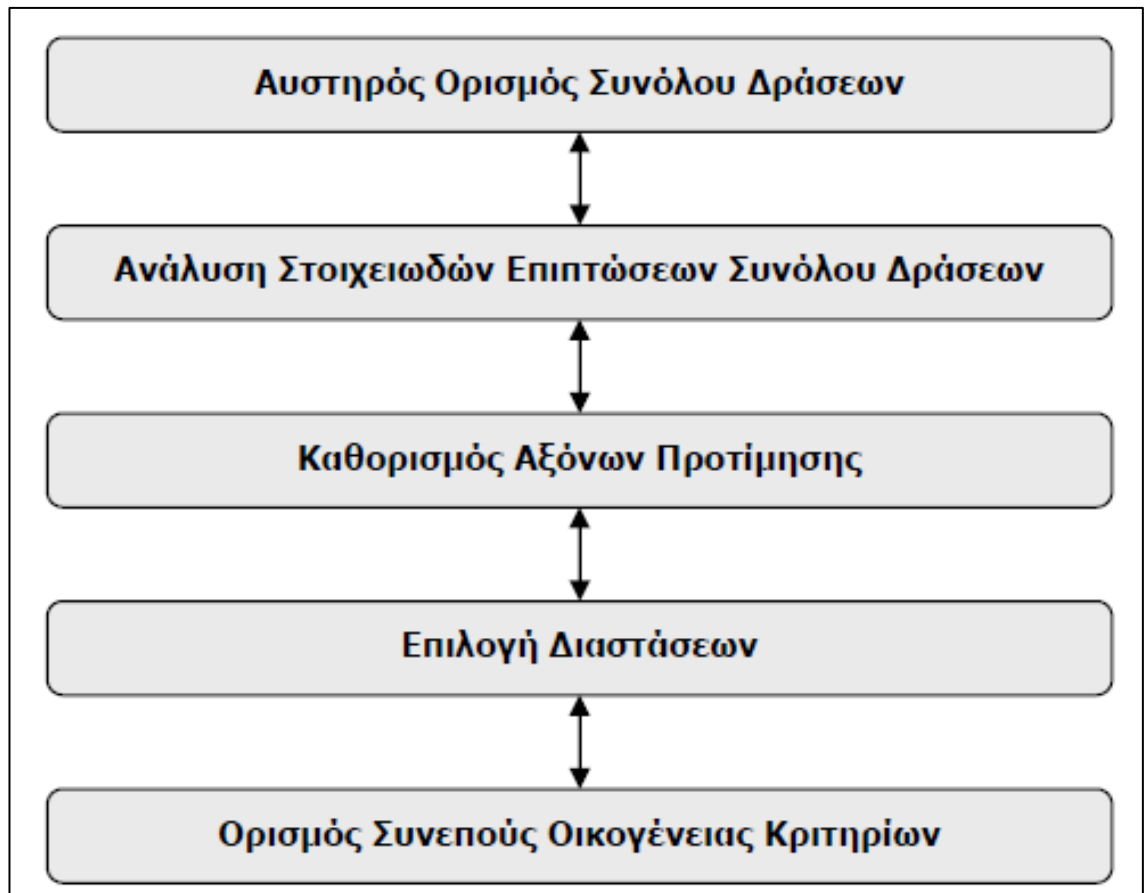 Αυστηρός Ορισμός Συνόλου Δράσεων
Ανάλυση Στοιχειωδών Επιπτώσεων Συνόλου Δράσεων
Καθορισμός Αξόνων Προτίμησης
Επιλογή Διαστάσεων
Ορισμός Συνεπούς Οικογένειας Κριτηρίων